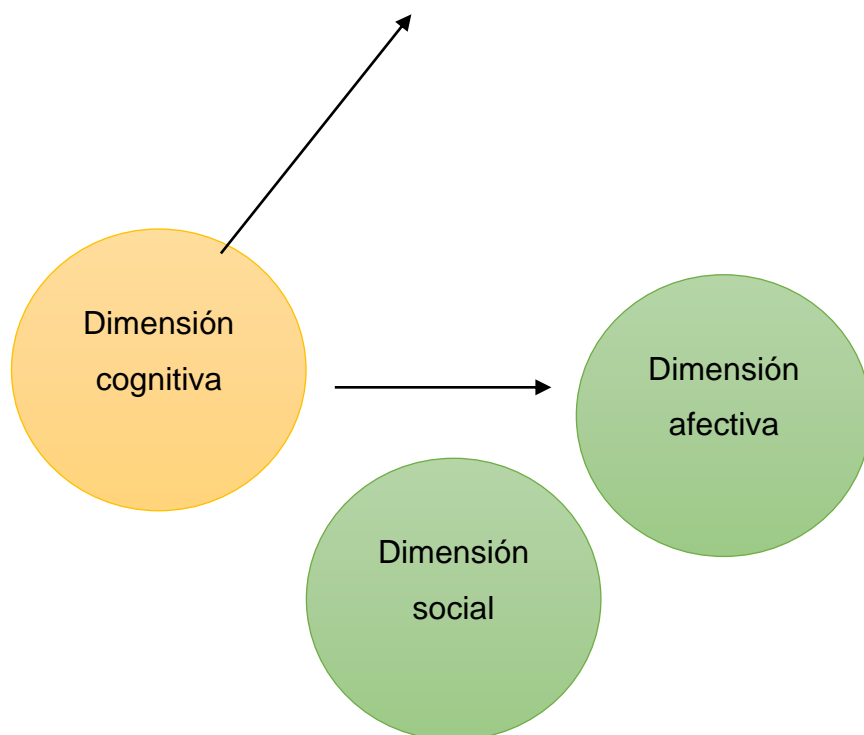 Dimensión
cognitiva
Dimensión
afectiva
Dimensión
social